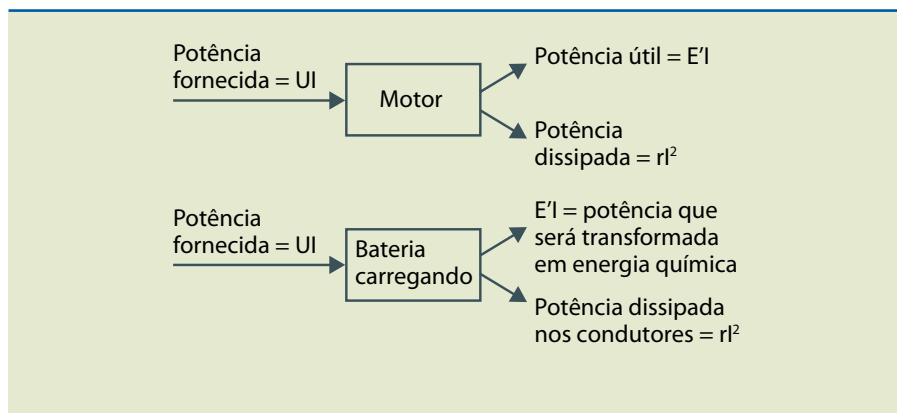 Potência
fornecida = UI
Motor
Potência útil = E'I
Potência
dissipada = rI²
Potência
fornecida = UI
Bateria
carregando
E'I = potência que
será transformada
em energia química
Potência dissipada
nos condutores = rI²